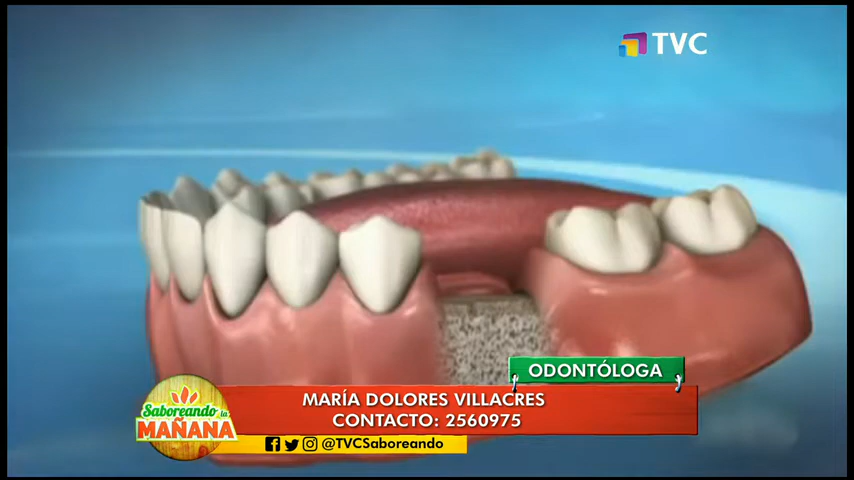 TVC
ODONTÓLOGA
MARÍA DOLORES VILLACRES
CONTACTO: 2560975
Saboreando la
MAÑANA
@TVCSaboreando